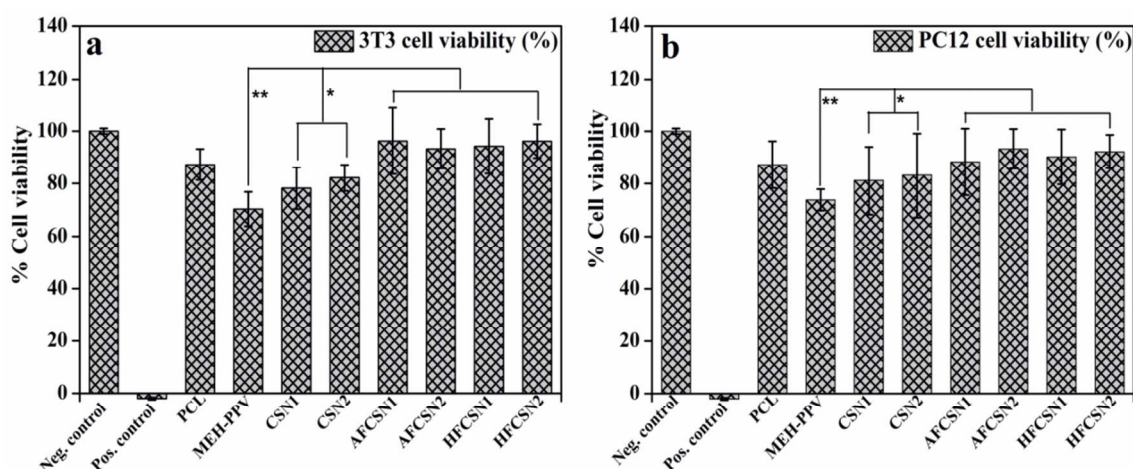 a
3T3 cell viability (%)
% Cell viability
140
120
100
80
60
40
20
0
**
*
Neg. control
Pos. control
PCL
MEH-PPV
CSN1
CSN2
AFCSN1
AFCSN2
HFCSN1
HFCSN2
b
PC12 cell viability (%)
% Cell viability
140
120
100
80
60
40
20
0
**
*
Neg. control
Pos. control
PCL
MEH-PPV
CSN1
CSN2
AFCSN1
AFCSN2
HFCSN1
HFCSN2